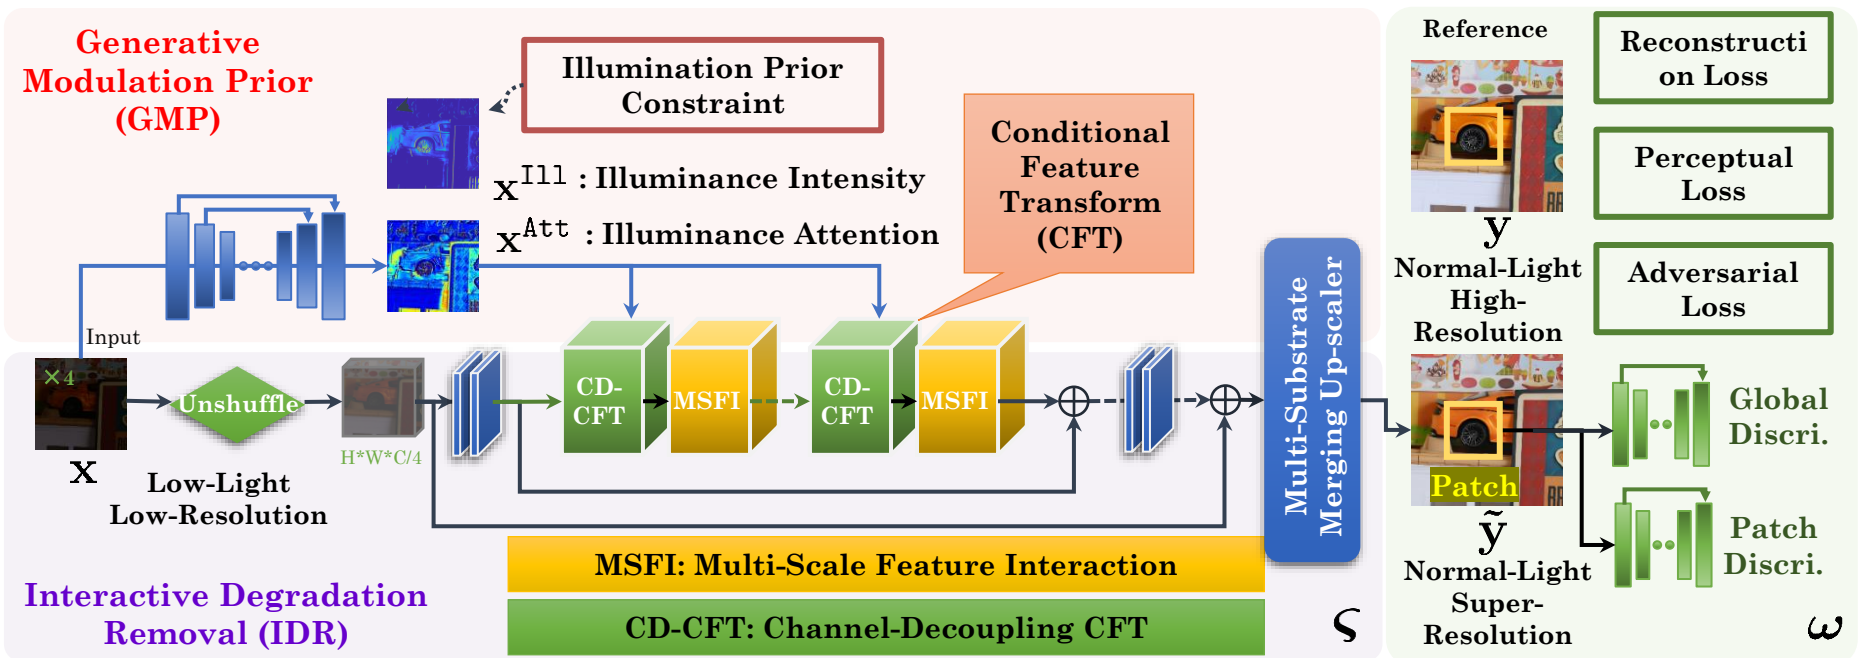 Generative
Modulation Prior
(GMP)
Illumination Prior
Constraint
x^Ill : Illuminance Intensity
x^Att : Illuminance Attention
Conditional
Feature
Transform
(CFT)
Input
×4
x
Low-Light
Low-Resolution
Unshuffle
H*W*C/4
CD-
CFT
MSFI
CD-
CFT
MSFI
Multi-Substrate
Merging Up-scaler
MSFI: Multi-Scale Feature Interaction
CD-CFT: Channel-Decoupling CFT
Interactive Degradation
Removal (IDR)
ς
Reference
y
Normal-Light
High-
Resolution
Patch
ỹ
Normal-Light
Super-
Resolution
Reconstructi
on Loss
Perceptual
Loss
Adversarial
Loss
Global
Discri.
Patch
Discri.
ω